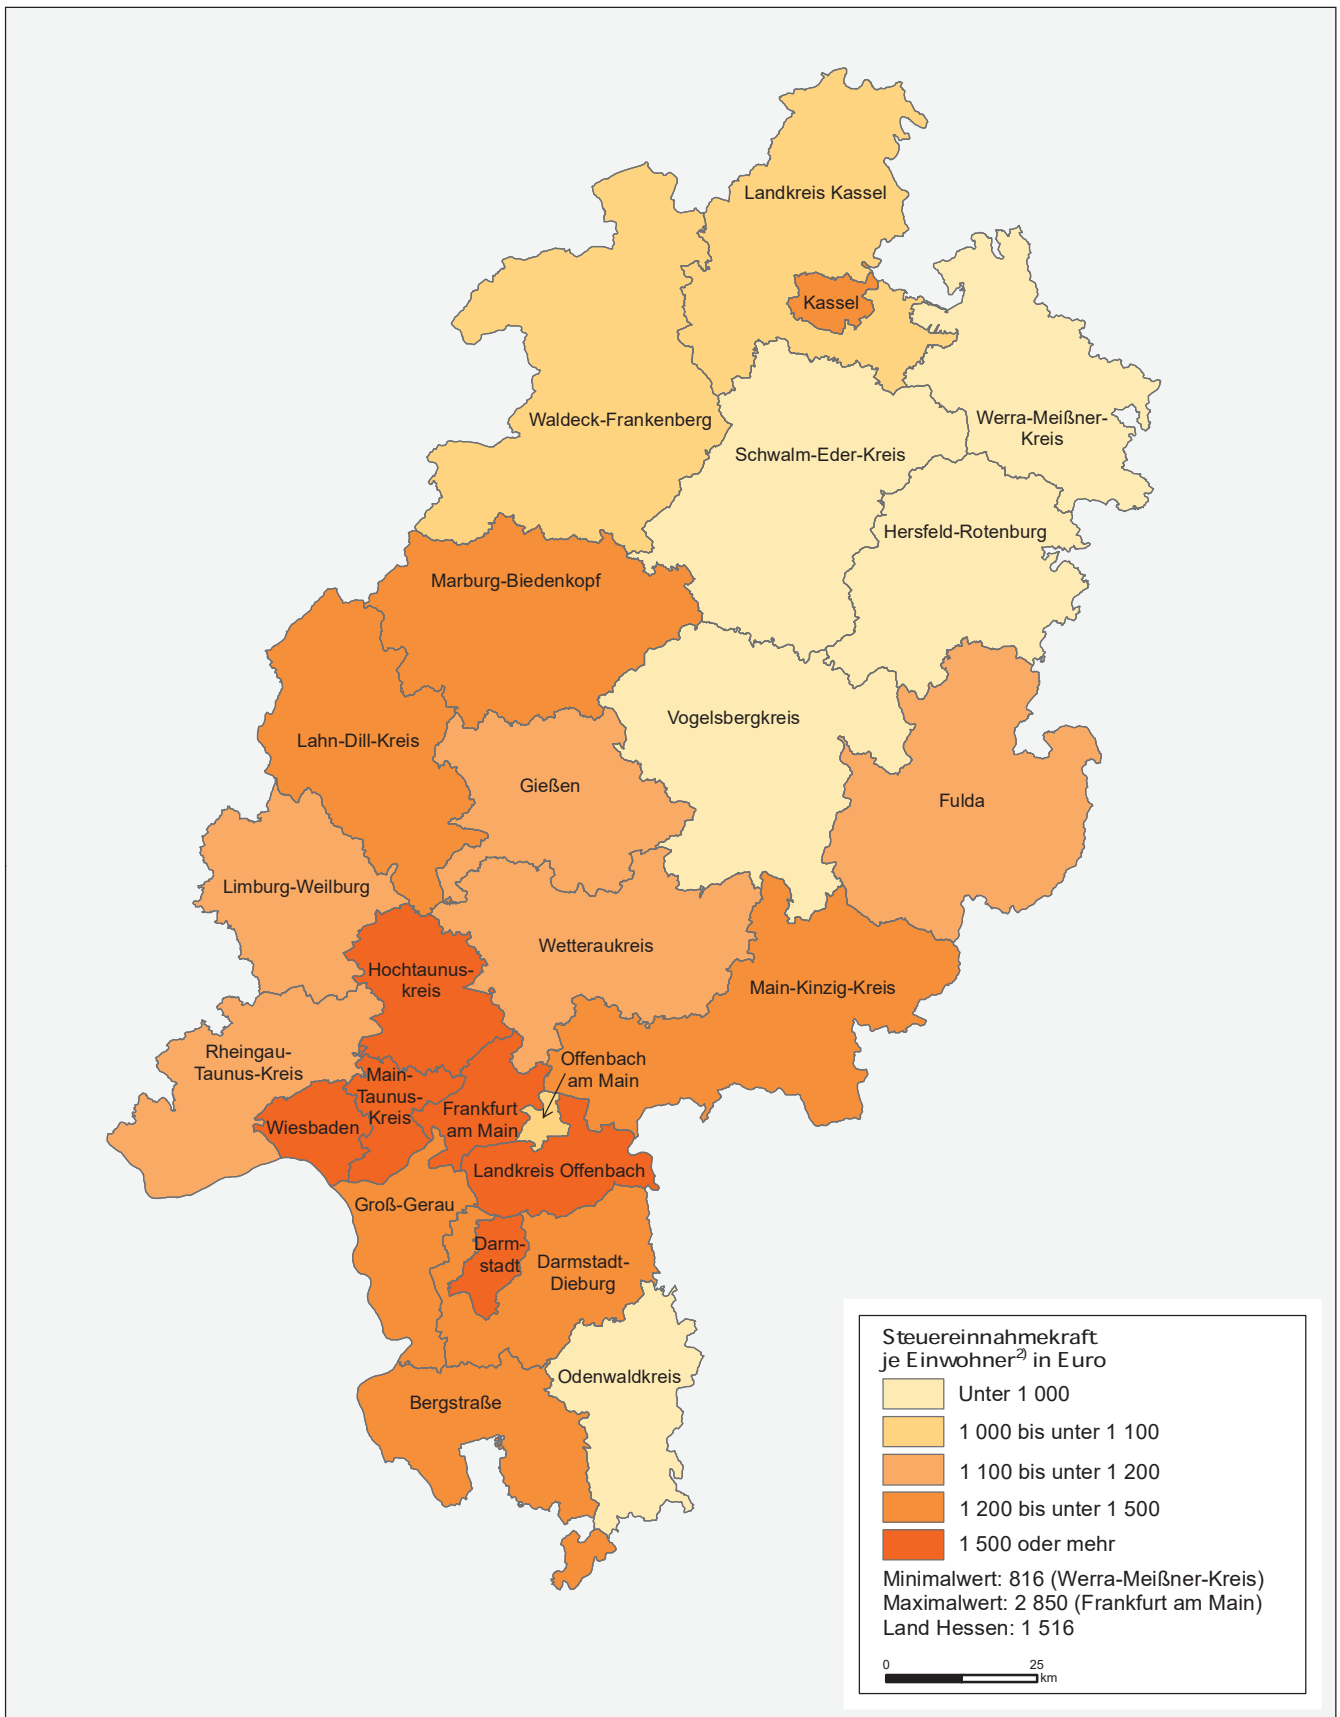 Landkreis Kassel
Kassel
Waldeck-Frankenberg
Werra-Meißner-
Kreis
Schwalm-Eder-Kreis
Hersfeld-Rotenburg
Marburg-Biedenkopf
Vogelsbergkreis
Lahn-Dill-Kreis
Gießen
Fulda
Limburg-Weilburg
Wetteraukreis
Hochtaunus-
kreis
Main-Kinzig-Kreis
Rheingau-
Taunus-Kreis
Offenbach
am Main
Main-
Taunus-
Kreis
Frankfurt
am Main
Wiesbaden
Landkreis Offenbach
Groß-Gerau
Darm-
stadt
Darmstadt-
Dieburg
Odenwaldkreis
Bergstraße
Steuereinnahmekraft
je Einwohner²⁾ in Euro
Unter 1 000
1 000 bis unter 1 100
1 100 bis unter 1 200
1 200 bis unter 1 500
1 500 oder mehr
Minimalwert: 816 (Werra-Meißner-Kreis)
Maximalwert: 2 850 (Frankfurt am Main)
Land Hessen: 1 516
0 25
km